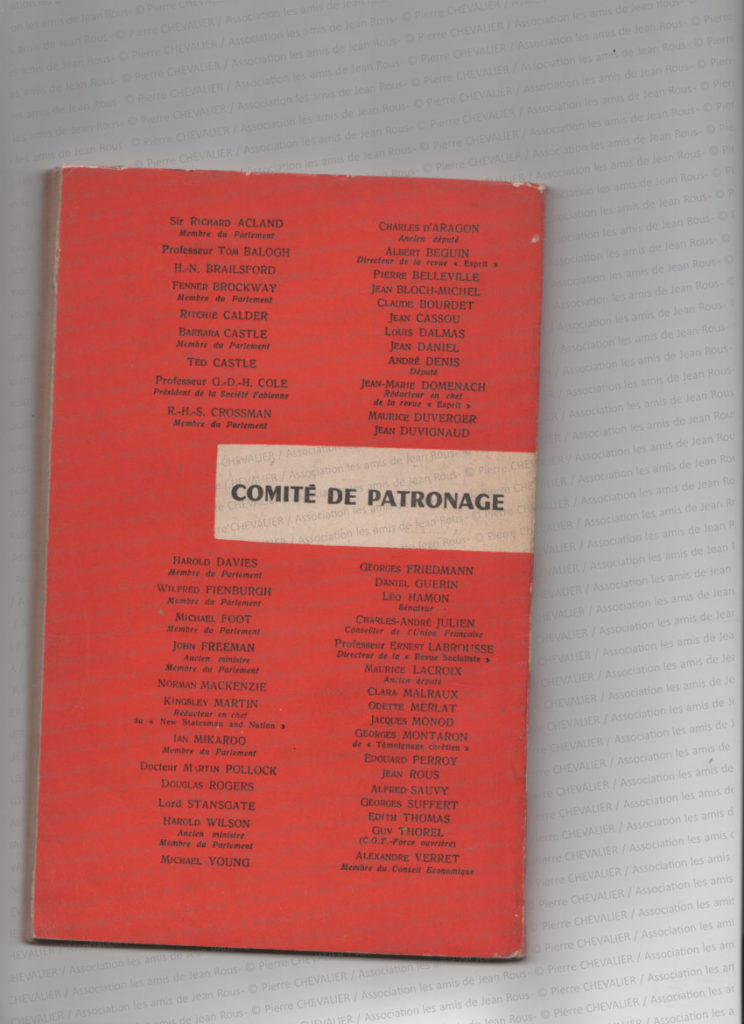 Sir RICHARD ACLAND
Membre du Parlement
Professeur TOM BALOGH
H.-N. BRAILSFORD
FENNER BROCKWAY
Membre du Parlement
RITCHIE CALDER
BARBARA CASTLE
Membre du Parlement
TED CASTLE
Professeur G.-D.-H. COLE
Président de la Société Fabienne
R.-H.-S. CROSSMAN
Membre du Parlement
CHARLES D'ARAGON
Ancien député
ALBERT BEGUIN
Directeur de la revue « Esprit »
PIERRE BELLEVILLE
JEAN BLOCH-MICHEL
CLAUDE BOURDET
JEAN CASSOU
LOUIS DALMAS
JEAN DANIEL
ANDRÉ DENIS
Député
JEAN-MARIE DOMENACH
Rédacteur en chef
de la revue « Esprit »
MAURICE DUVERGER
JEAN DUVIGNAUD
COMITÉ DE PATRONAGE
HAROLD DAVIES
Membre du Parlement
WILFRED FIENBURGH
Membre du Parlement
MICHAEL FOOT
Membre du Parlement
JOHN FREEMAN
Ancien ministre
Membre du Parlement
NORMAN MACKENZIE
KINGSLEY MARTIN
Rédacteur en chef
du « New Statesman and Nation »
IAN MIKARDO
Membre du Parlement
Docteur MARTIN POLLOCK
DOUGLAS ROGERS
Lord STANSGATE
HAROLD WILSON
Ancien ministre
Membre du Parlement
MICHAEL YOUNG
GEORGES FRIEDMANN
DANIEL GUERIN
LÉO HAMON
Sénateur
CHARLES-ANDRÉ JULIEN
Conseiller de l'Union Française
Professeur ERNEST LABROUSSE
Directeur de la « Revue Socialiste »
MAURICE LACROIX
Ancien député
CLARA MALRAUX
ODETTE MERLAT
JACQUES MONOD
GEORGES MONTARON
de « Témoignage chrétien »
EDOUARD PERROY
JEAN ROUS
ALFRED SAUVY
GEORGES SUFFERT
EDITH THOMAS
GUY THOREL
(C.G.T.-Force ouvrière)
ALEXANDRE VERRET
Membre du Conseil Economique
© Pierre CHEVALIER / Association les amis de Jean Rous-